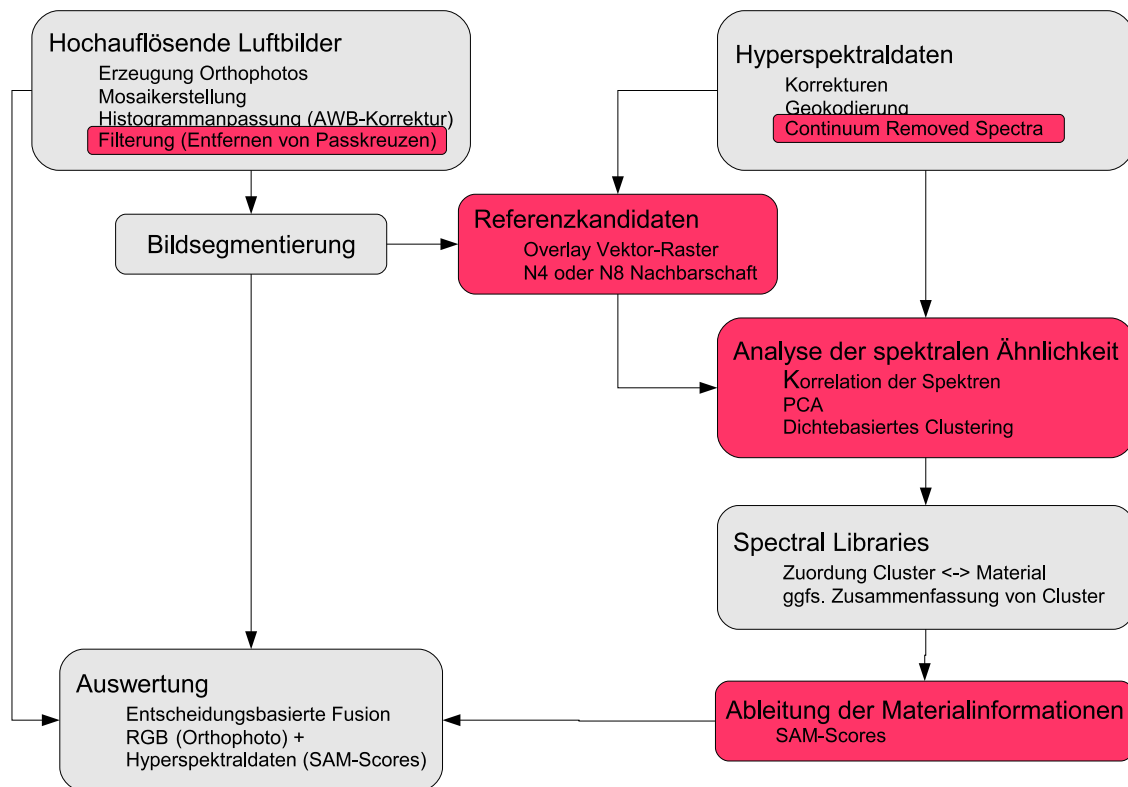 Hochauflösende Luftbilder
Erzeugung Orthophotos
Mosaikerstellung
Histogrammanpassung (AWB-Korrektur)
Filterung (Entfernen von Passkreuzen)
Hyperspektraldaten
Korrekturen
Geokodierung
Continuum Removed Spectra
Bildsegmentierung
Referenzkandidaten
Overlay Vektor-Raster
N4 oder N8 Nachbarschaft
Analyse der spektralen Ähnlichkeit
Korrelation der Spektren
PCA
Dichtebasiertes Clustering
Spectral Libraries
Zuordung Cluster <-> Material
ggfs. Zusammenfassung von Cluster
Auswertung
Entscheidungsbasierte Fusion
RGB (Orthophoto) +
Hyperspektraldaten (SAM-Scores)
Ableitung der Materialinformationen
SAM-Scores